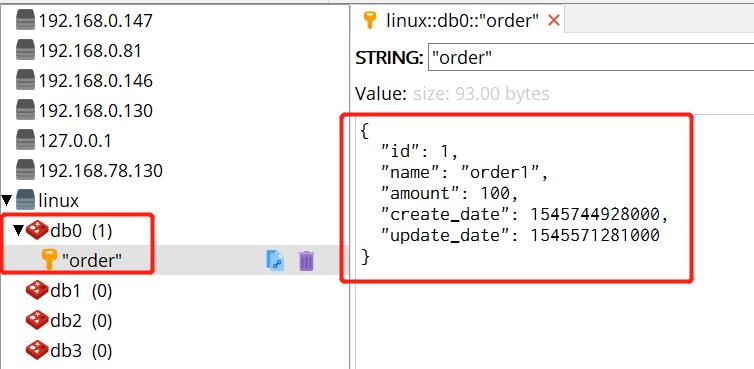 192.168.0.147
192.168.0.81
192.168.0.146
192.168.0.130
127.0.0.1
192.168.78.130
linux
db0 (1)
"order"
db1 (0)
db2 (0)
db3 (0)
linux::db0::"order"
STRING: "order"
Value: size: 93.00 bytes
{
"id": 1,
"name": "order1",
"amount": 100,
"create_date": 1545744928000,
"update_date": 1545571281000
}